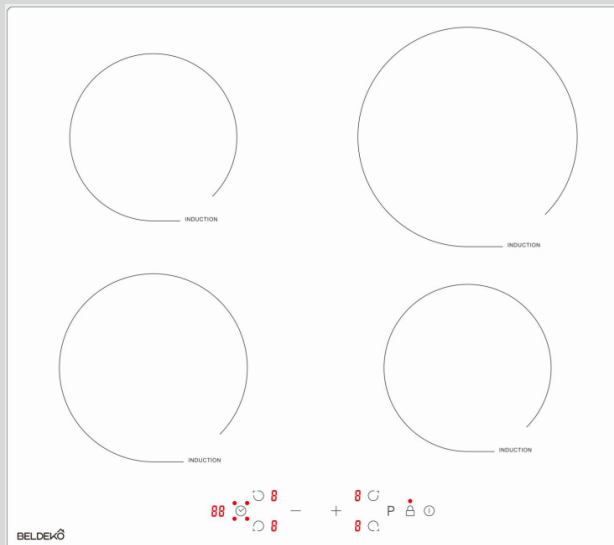 INDUCTION
INDUCTION
INDUCTION
INDUCTION
8 8
88 − + P
8 8
BELDEKO